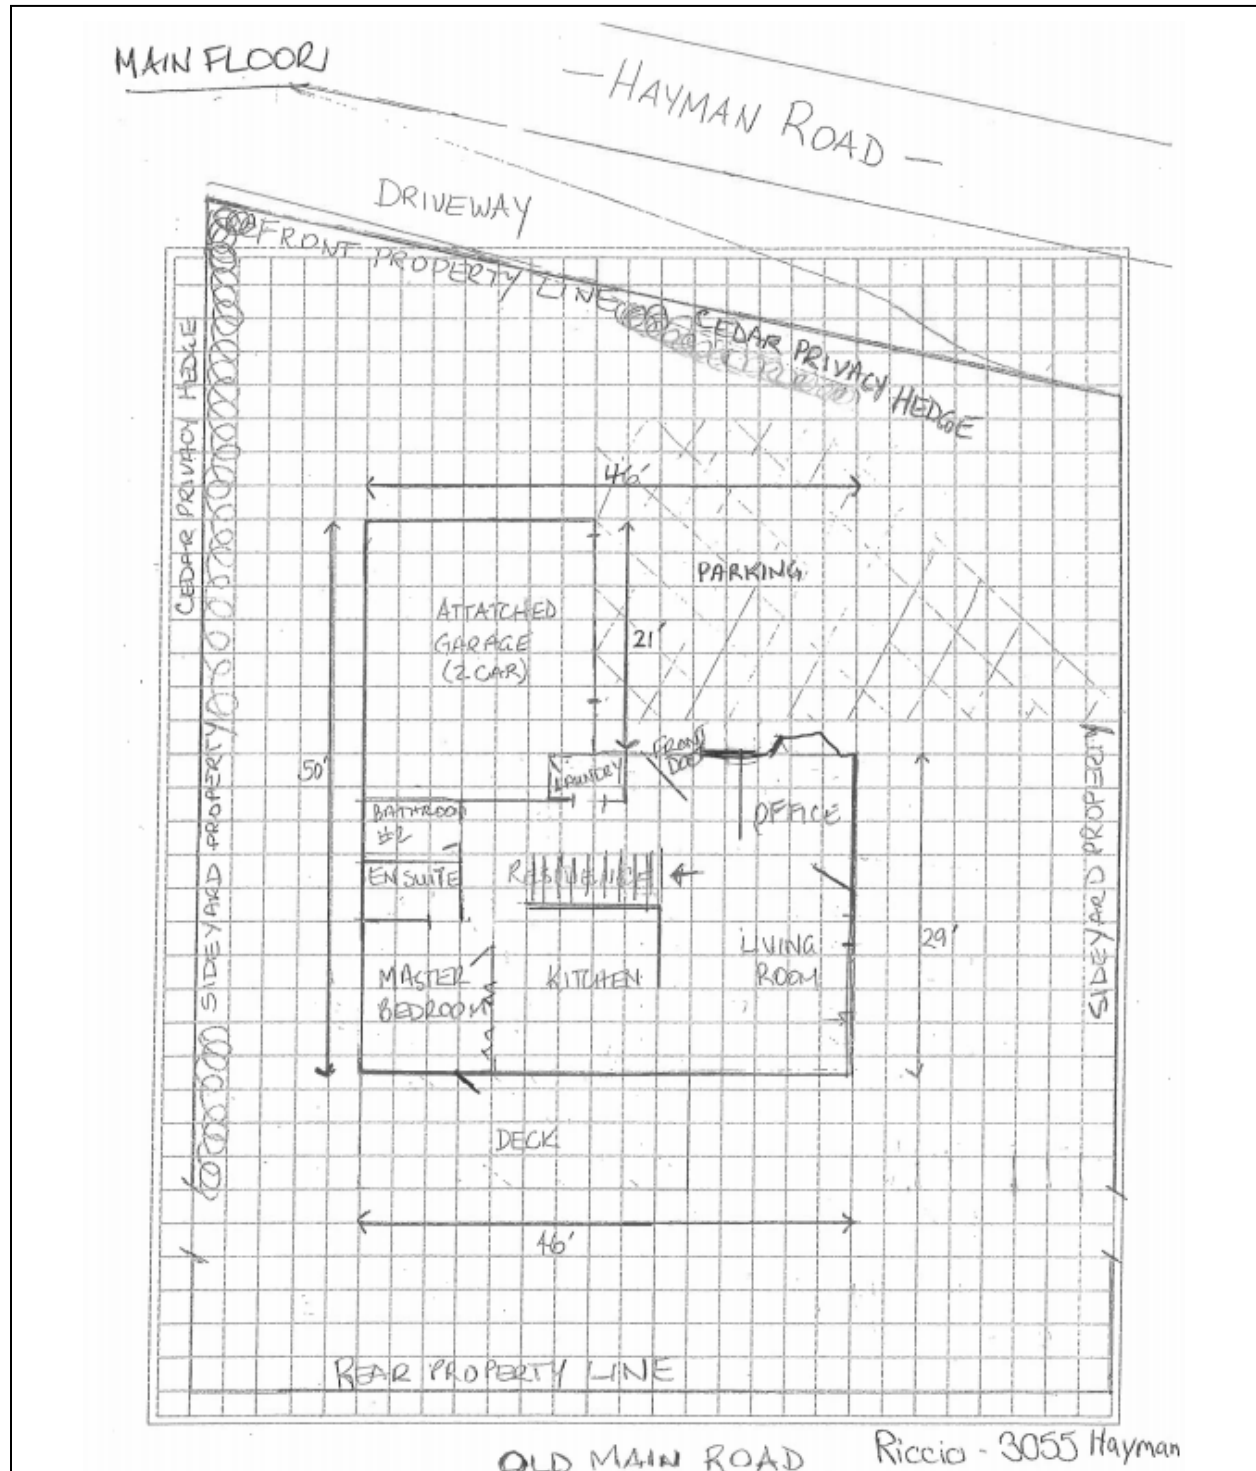 MAIN FLOOR
— HAYMAN ROAD —
DRIVEWAY
FRONT PROPERTY LINE
CEDAR PRIVACY HEDGE
CEDAR PRIVACY HEDGE
46'
PARKING
ATTATCHED
GARAGE
(2 CAR)
21'
50'
FRONT
DOOR
LAUNDRY
OFFICE
BATHROOM
#2
EN SUITE
RESIDENCE
SIDEYARD PROPERTY
SIDEYARD PROPERTY
29'
LIVING
ROOM
MASTER
BEDROOM
KITCHEN
DECK
46'
REAR PROPERTY LINE
OLD MAIN ROAD
Riccio - 3055 Hayman